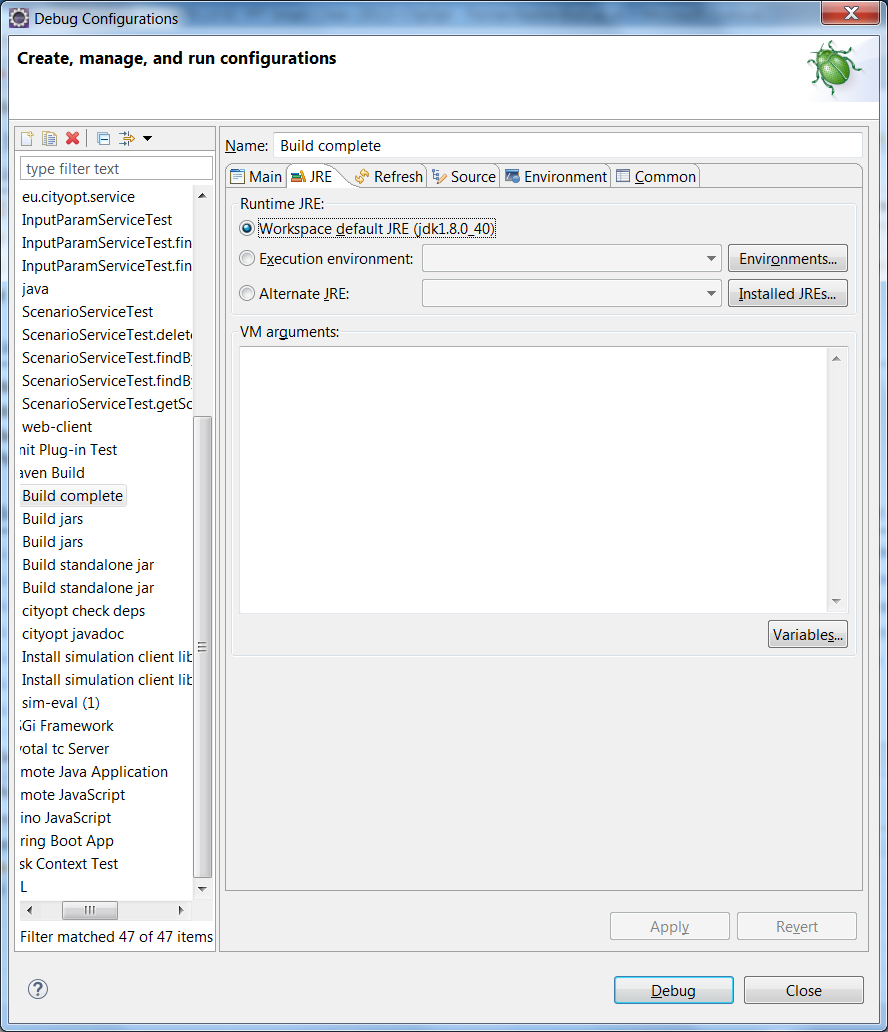 Debug Configurations
Create, manage, and run configurations
type filter text
eu.cityopt.service
InputParamServiceTest
InputParamServiceTest.fin
InputParamServiceTest.fin
java
ScenarioServiceTest
ScenarioServiceTest.delete
ScenarioServiceTest.findBy
ScenarioServiceTest.findBy
ScenarioServiceTest.getSc
web-client
nit Plug-in Test
aven Build
Build complete
Build jars
Build jars
Build standalone jar
Build standalone jar
cityopt check deps
cityopt javadoc
Install simulation client lib
Install simulation client lib
sim-eval (1)
SGi Framework
votal tc Server
mote Java Application
mote JavaScript
ino JavaScript
ring Boot App
sk Context Test
L
Filter matched 47 of 47 items
Name: Build complete
Main JRE Refresh Source Environment Common
Runtime JRE:
Workspace default JRE (jdk1.8.0_40)
Execution environment: Environments...
Alternate JRE: Installed JREs...
VM arguments:
Variables...
Apply Revert
Debug Close